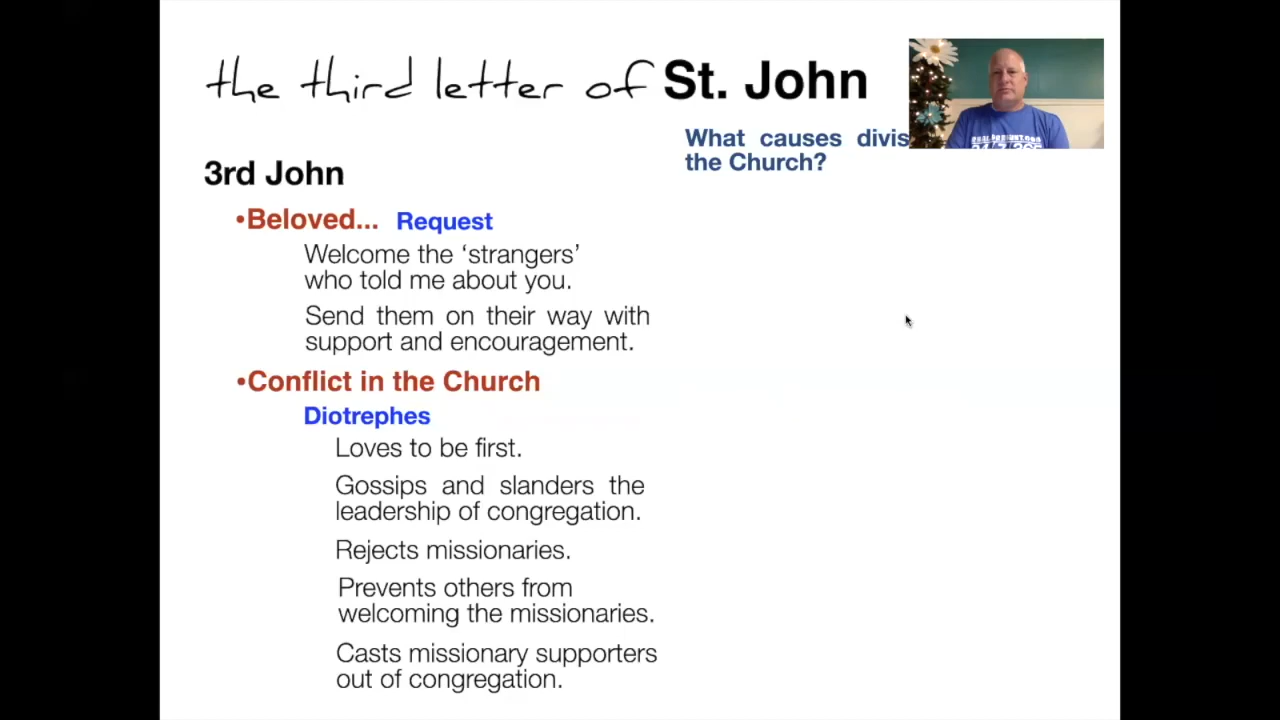 the third letter of St. John
What causes divis
the Church?
3rd John
•Beloved... Request
Welcome the ‘strangers’
who told me about you.
Send them on their way with
support and encouragement.
•Conflict in the Church
Diotrephes
Loves to be first.
Gossips and slanders the
leadership of congregation.
Rejects missionaries.
Prevents others from
welcoming the missionaries.
Casts missionary supporters
out of congregation.